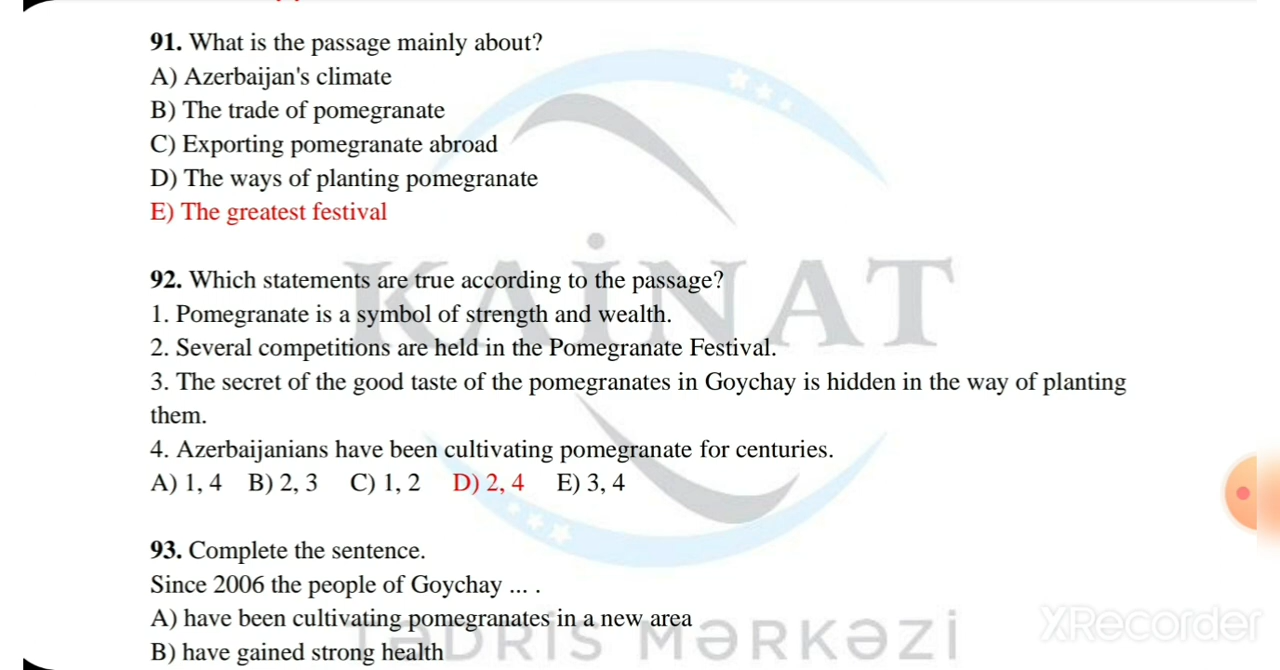 91. What is the passage mainly about?
A) Azerbaijan's climate
B) The trade of pomegranate
C) Exporting pomegranate abroad
D) The ways of planting pomegranate
E) The greatest festival
92. Which statements are true according to the passage?
1. Pomegranate is a symbol of strength and wealth.
2. Several competitions are held in the Pomegranate Festival.
3. The secret of the good taste of the pomegranates in Goychay is hidden in the way of planting
them.
4. Azerbaijanians have been cultivating pomegranate for centuries.
A) 1, 4 B) 2, 3 C) 1, 2 D) 2, 4 E) 3, 4
93. Complete the sentence.
Since 2006 the people of Goychay ... .
A) have been cultivating pomegranates in a new area
B) have gained strong health
KAİNAT
TƏDRİS MƏRKƏZİ
XRecorder